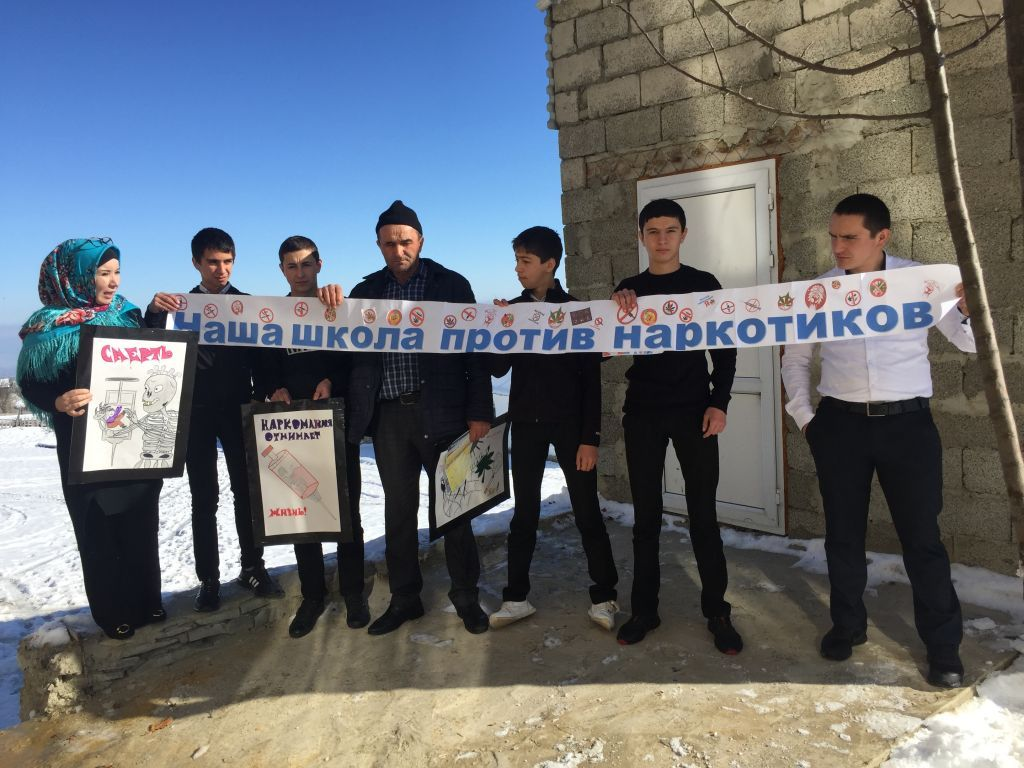 Наша школа против наркотиков
СМЕРТЬ
НАРКОМАНИЯ
ОТНИМАЕТ
ЖИЗНЬ!